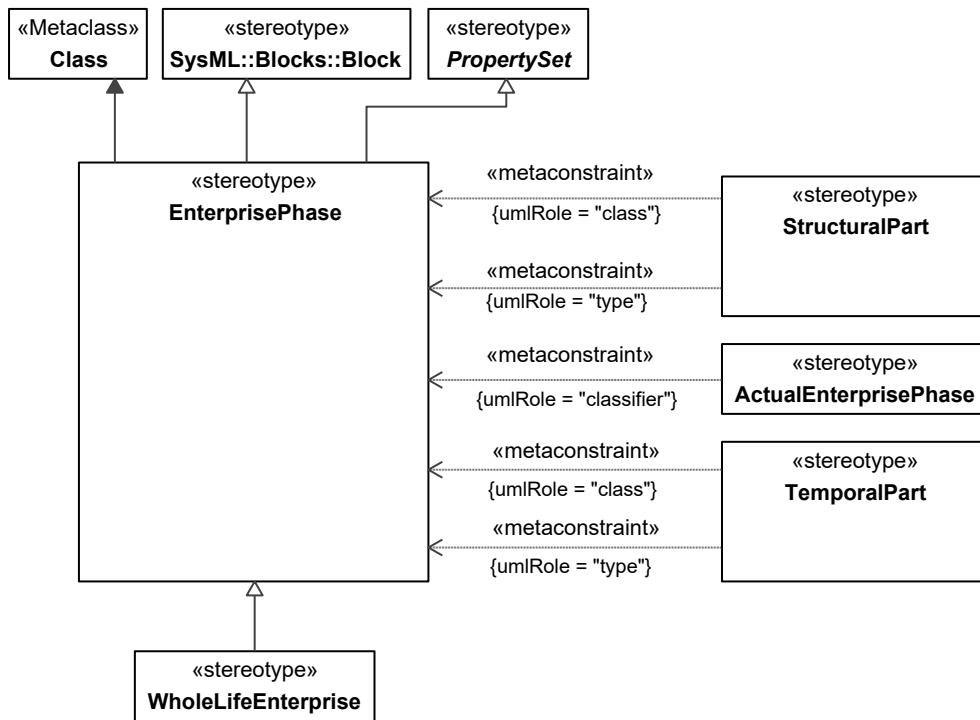 «Metaclass»
Class
«stereotype»
SysML::Blocks::Block
«stereotype»
PropertySet
«stereotype»
EnterprisePhase
«metaconstraint»
{umlRole = "class"}
«metaconstraint»
{umlRole = "type"}
«stereotype»
StructuralPart
«metaconstraint»
{umlRole = "classifier"}
«stereotype»
ActualEnterprisePhase
«metaconstraint»
{umlRole = "class"}
«metaconstraint»
{umlRole = "type"}
«stereotype»
TemporalPart
«stereotype»
WholeLifeEnterprise